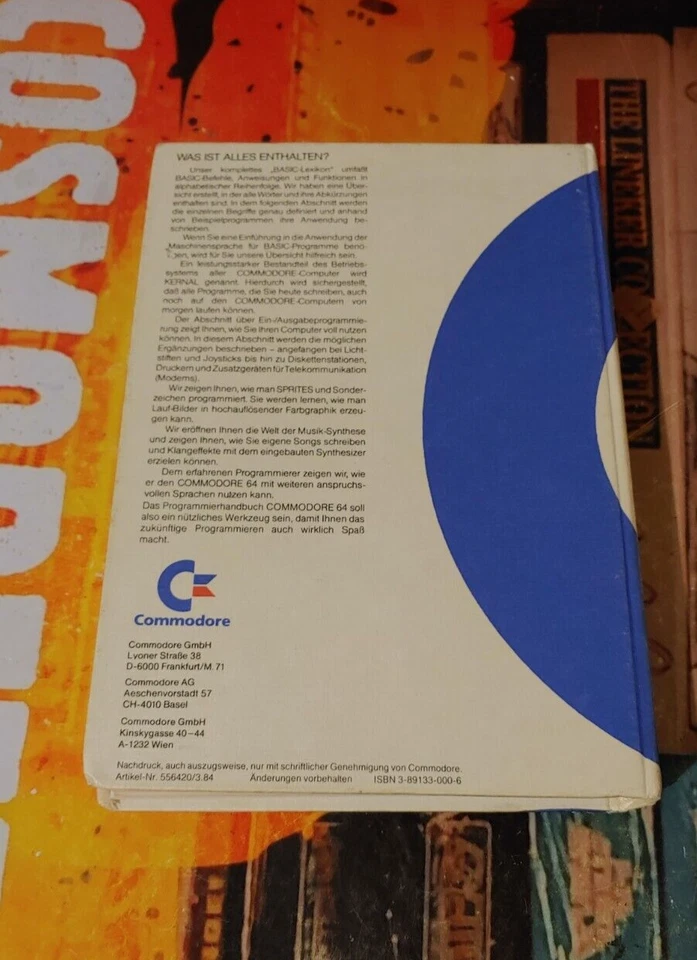 WAS IST ALLES ENTHALTEN?
Unser komplettes „BASIC-Lexikon" umfaßt
BASIC-Befehle, Anweisungen und Funktionen in
alphabetischer Reihenfolge. Wir haben eine Über-
sicht erstellt, in der alle Wörter und ihre Abkürzungen
enthalten sind. In dem folgenden Abschnitt werden
die einzelnen Begriffe genau definiert und anhand
von Beispielprogrammen, ihre Anwendung be-
schrieben.
Wenn Sie eine Einführung in die Anwendung der
Maschinensprache für BASIC-Programme benö-
tigen, wird für Sie unsere Übersicht hilfreich sein.
Ein leistungsstarker Bestandteil des Betriebs-
systems aller COMMODORE-Computer wird
KERNAL genannt. Hierdurch wird sichergestellt,
daß alle Programme, die Sie heute schreiben, auch
noch auf den COMMODORE-Computern von
morgen laufen können.
Der Abschnitt über Ein-/Ausgabeprogrammie-
rung zeigt Ihnen, wie Sie Ihren Computer voll nutzen
können. In diesem Abschnitt werden die möglichen
Ergänzungen beschrieben – angefangen bei Licht-
stiften und Joysticks bis hin zu Diskettenstationen,
Druckern und Zusatzgeräten für Telekommunikation
(Modems).
Wir zeigen Ihnen, wie man SPRITES und Sonder-
zeichen programmiert. Sie werden lernen, wie man
Lauf-Bilder in hochauflösender Farbgraphik erzeu-
gen kann.
Wir eröffnen Ihnen die Welt der Musik-Synthese
und zeigen Ihnen, wie Sie eigene Songs schreiben
und Klangeffekte mit dem eingebauten Synthesizer
erzielen können.
Dem erfahrenen Programmierer zeigen wir, wie
er den COMMODORE 64 mit weiteren anspruchs-
vollen Sprachen nutzen kann.
Das Programmierhandbuch COMMODORE 64 soll
also ein nützliches Werkzeug sein, damit Ihnen das
zukünftige Programmieren auch wirklich Spaß
macht.
Commodore
Commodore GmbH
Lyoner Straße 38
D-6000 Frankfurt/M. 71
Commodore AG
Aeschenvorstadt 57
CH-4010 Basel
Commodore GmbH
Kinskygasse 40–44
A-1232 Wien
Nachdruck, auch auszugsweise, nur mit schriftlicher Genehmigung von Commodore.
Artikel-Nr. 556420/3.84 Änderungen vorbehalten ISBN 3-89133-000-6